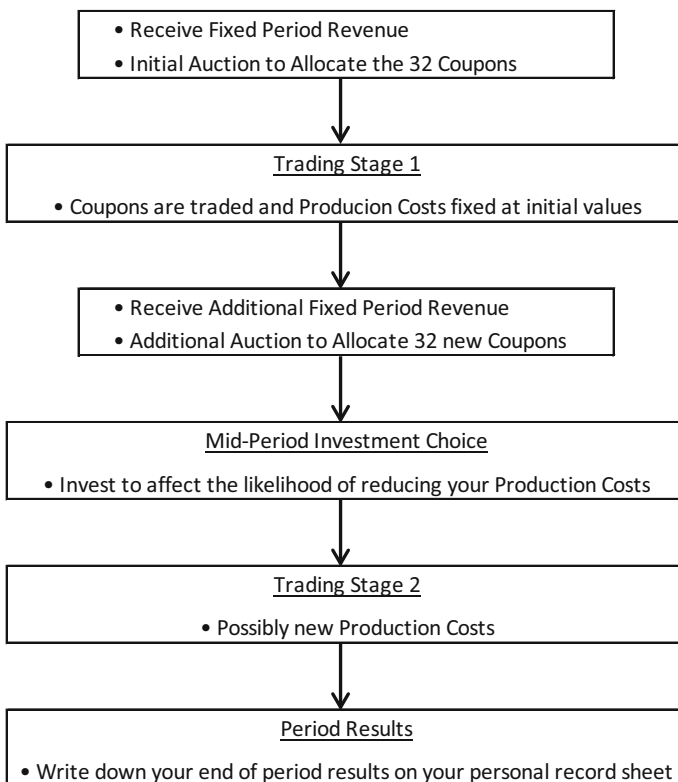 • Receive Fixed Period Revenue
• Initial Auction to Allocate the 32 Coupons
Trading Stage 1
• Coupons are traded and Producion Costs fixed at initial values
• Receive Additional Fixed Period Revenue
• Additional Auction to Allocate 32 new Coupons
Mid-Period Investment Choice
• Invest to affect the likelihood of reducing your Production Costs
Trading Stage 2
• Possibly new Production Costs
Period Results
• Write down your end of period results on your personal record sheet